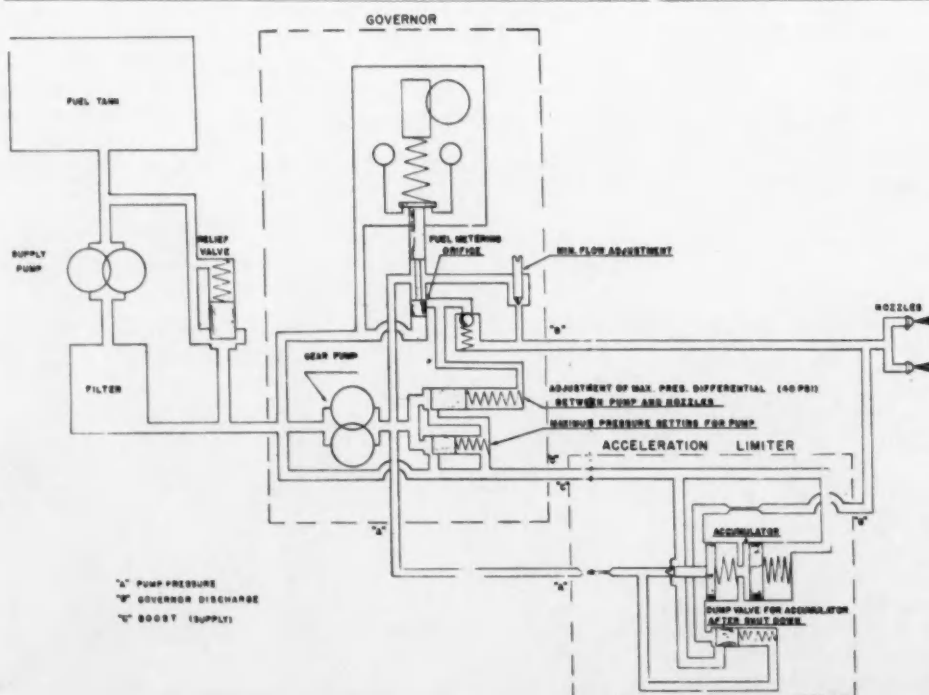 GOVERNOR
FUEL TANK
SUPPLY
PUMP
RELIEF
VALVE
FUEL METERING
ORIFICE
MIN. FLOW ADJUSTMENT
"B"
NOZZLES
FILTER
GEAR PUMP
ADJUSTMENT OF MAX. PRES. DIFFERENTIAL (40 PSI)
BETWEEN PUMP AND NOZZLES
MAXIMUM PRESSURE SETTING FOR PUMP
ACCELERATION LIMITER
"C"
"C"
"A"
"B"
ACCUMULATOR
"A"
DUMP VALVE FOR ACCUMULATOR
AFTER SHUT DOWN
"A" PUMP PRESSURE
"B" GOVERNOR DISCHARGE
"C" BOOST (SUPPLY)